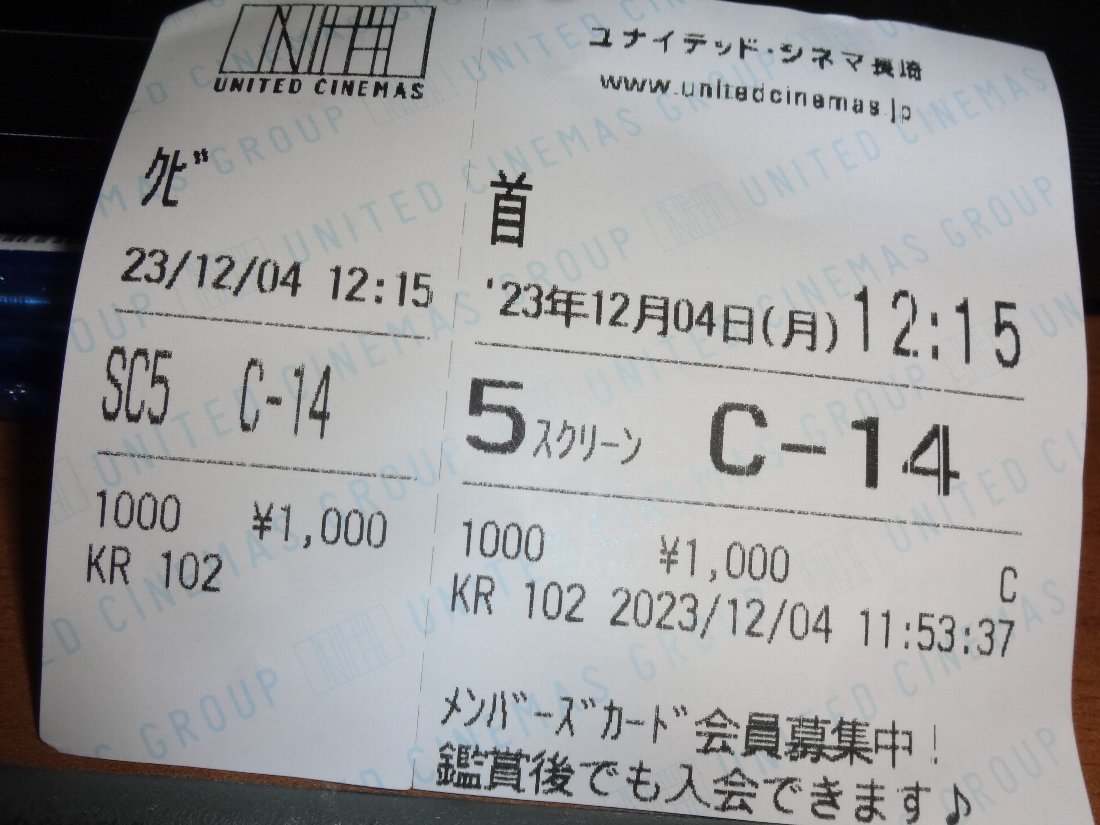 UNITED CINEMAS
クビ
23/12/04 12:15
SC5 C-14
1000 ¥1,000
KR 102
ユナイテッド・シネマ長崎
www.unitedcinemas.jp
首
'23年12月04日(月) 12:15
5スクリーン C-14
1000 ¥1,000 C
KR 102 2023/12/04 11:53:37
メンバーズカード会員募集中!
鑑賞後でも入会できます♪
UNITED CINEMAS GROUP